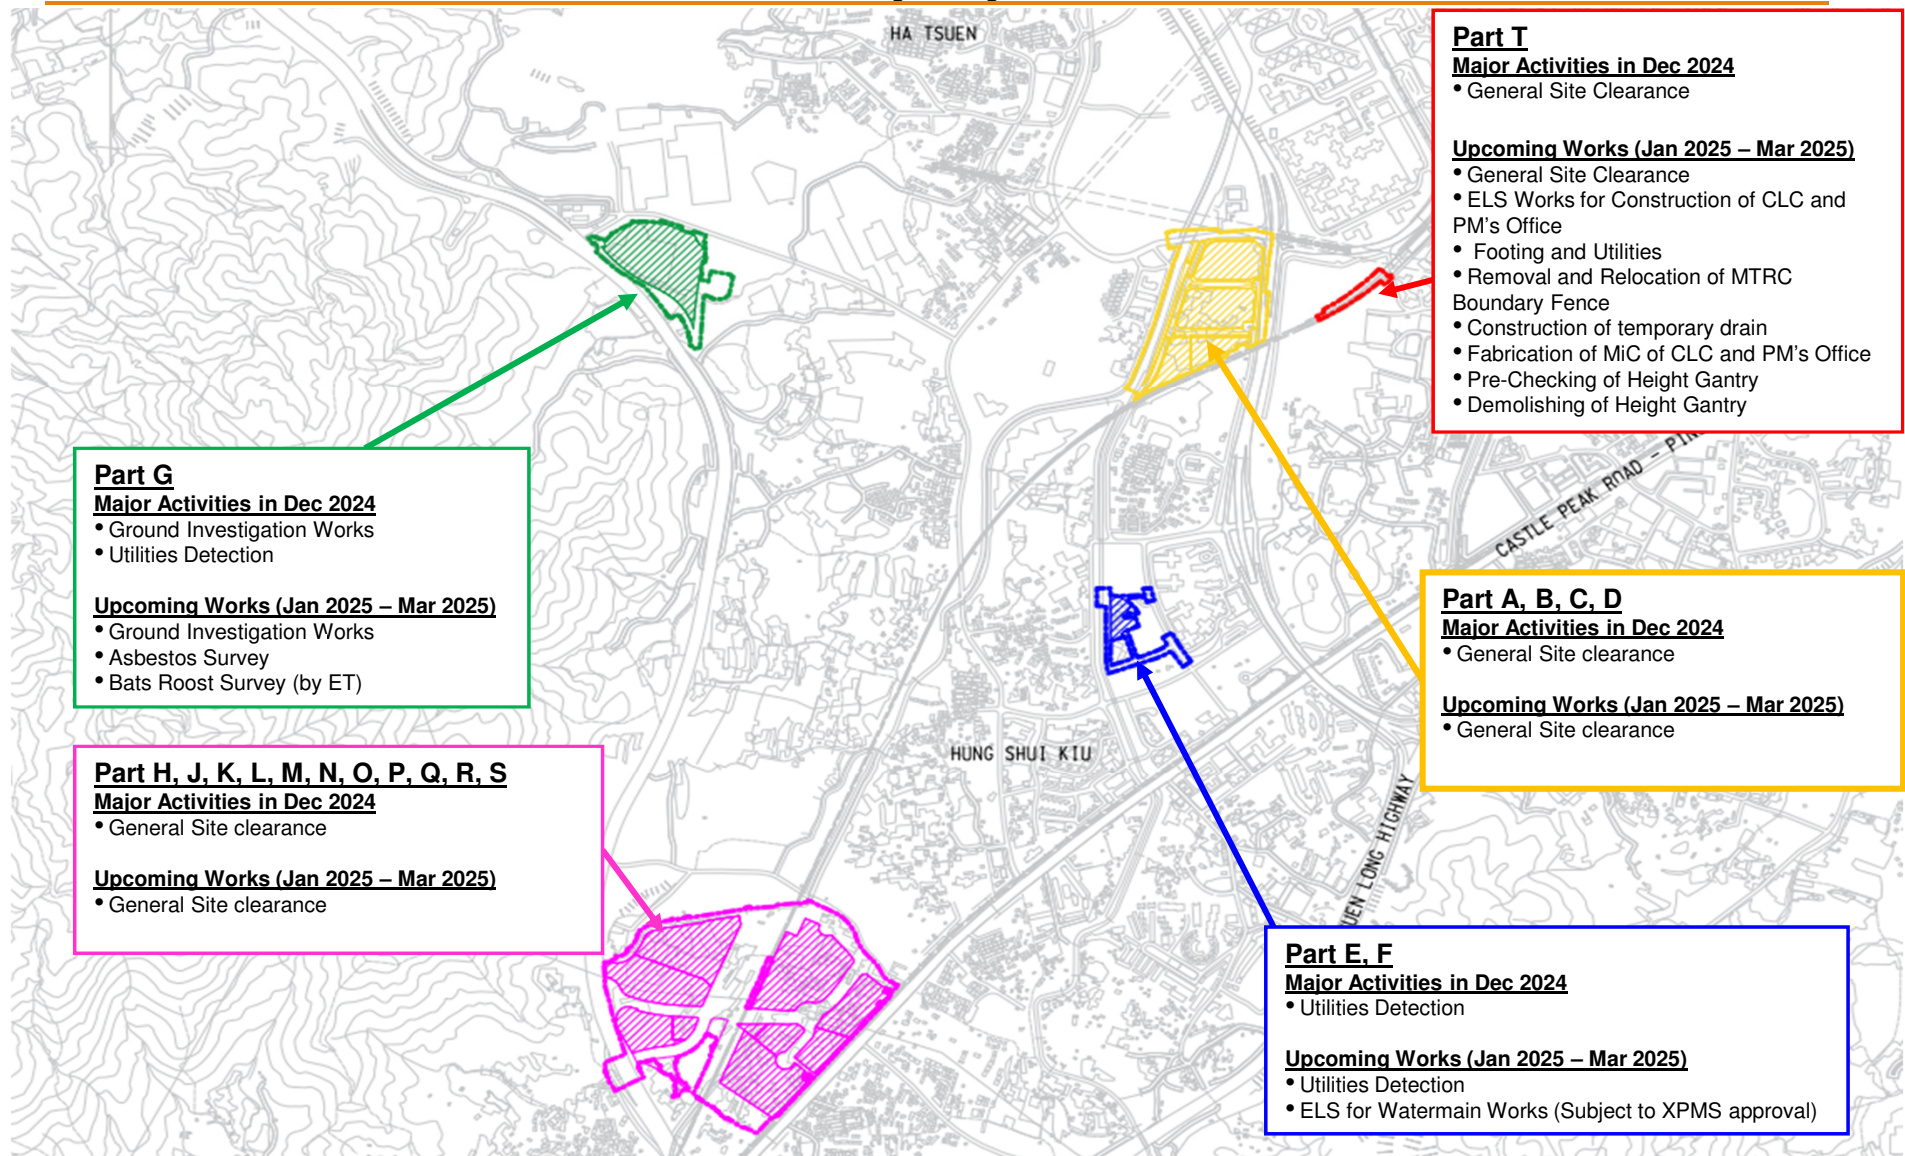 HA TSUEN
Part T
Major Activities in Dec 2024
• General Site Clearance
Upcoming Works (Jan 2025 – Mar 2025)
• General Site Clearance
• ELS Works for Construction of CLC and
PM's Office
• Footing and Utilities
• Removal and Relocation of MTRC
Boundary Fence
• Construction of temporary drain
• Fabrication of MiC of CLC and PM's Office
• Pre-Checking of Height Gantry
• Demolishing of Height Gantry
CASTLE PEAK ROAD -
Part G
Major Activities in Dec 2024
• Ground Investigation Works
• Utilities Detection
Upcoming Works (Jan 2025 – Mar 2025)
• Ground Investigation Works
• Asbestos Survey
• Bats Roost Survey (by ET)
Part A, B, C, D
Major Activities in Dec 2024
• General Site clearance
Upcoming Works (Jan 2025 – Mar 2025)
• General Site clearance
HUNG SHUI KIU
Part H, J, K, L, M, N, O, P, Q, R, S
Major Activities in Dec 2024
• General Site clearance
Upcoming Works (Jan 2025 – Mar 2025)
• General Site clearance
LONG HIGHWAY
Part E, F
Major Activities in Dec 2024
• Utilities Detection
Upcoming Works (Jan 2025 – Mar 2025)
• Utilities Detection
• ELS for Watermain Works (Subject to XPMS approval)